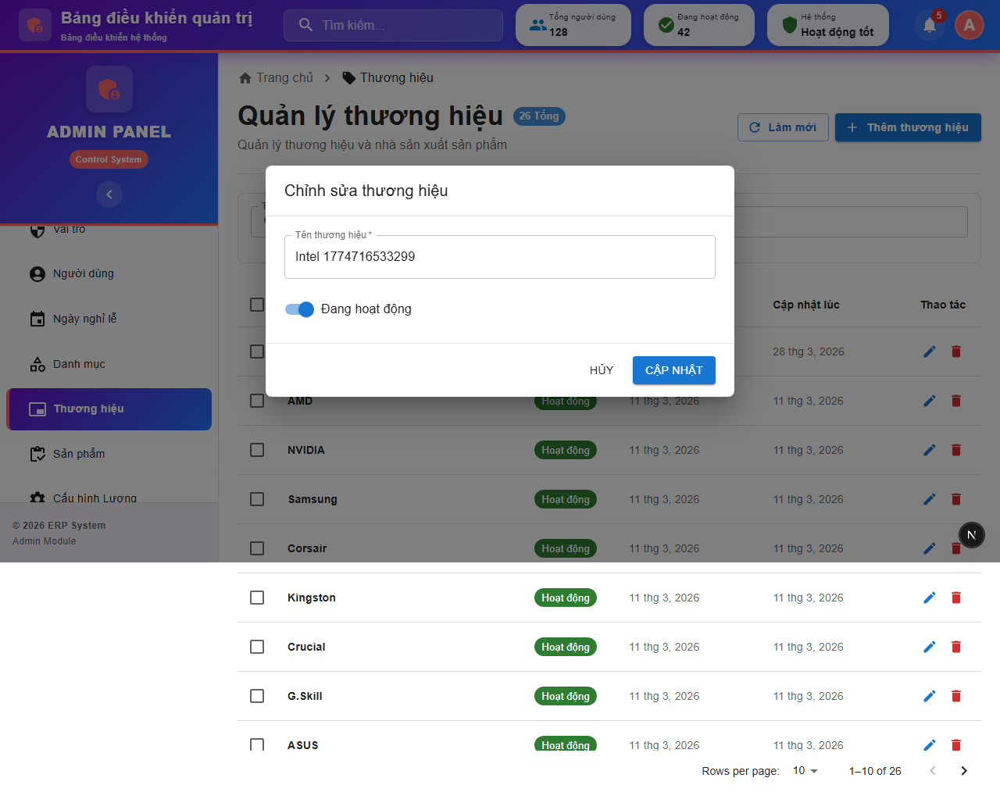 Bảng điều khiển quản trị
Bảng điều khiển hệ thống
Tìm kiếm...
Tổng người dùng
128
Đang hoạt động
42
Hệ thống
Hoạt động tốt
5
A
ADMIN PANEL
Control System
Vai trò
Người dùng
Ngày nghỉ lễ
Danh mục
Thương hiệu
Sản phẩm
Cấu hình Lương
© 2026 ERP System
Admin Module
Trang chủ
Thương hiệu
Quản lý thương hiệu
26 Tổng
Quản lý thương hiệu và nhà sản xuất sản phẩm
Làm mới
Thêm thương hiệu
Chỉnh sửa thương hiệu
Tên thương hiệu *
Intel 1774716533299
Đang hoạt động
HỦY
CẬP NHẬT
Cập nhật lúc
Thao tác
28 thg 3, 2026
AMD
Hoạt động
11 thg 3, 2026
11 thg 3, 2026
NVIDIA
Hoạt động
11 thg 3, 2026
11 thg 3, 2026
Samsung
Hoạt động
11 thg 3, 2026
11 thg 3, 2026
Corsair
Hoạt động
11 thg 3, 2026
11 thg 3, 2026
N
Kingston
Hoạt động
11 thg 3, 2026
11 thg 3, 2026
Crucial
Hoạt động
11 thg 3, 2026
11 thg 3, 2026
G.Skill
Hoạt động
11 thg 3, 2026
11 thg 3, 2026
ASUS
Hoạt động
11 thg 3, 2026
11 thg 3, 2026
Rows per page:
10
1–10 of 26